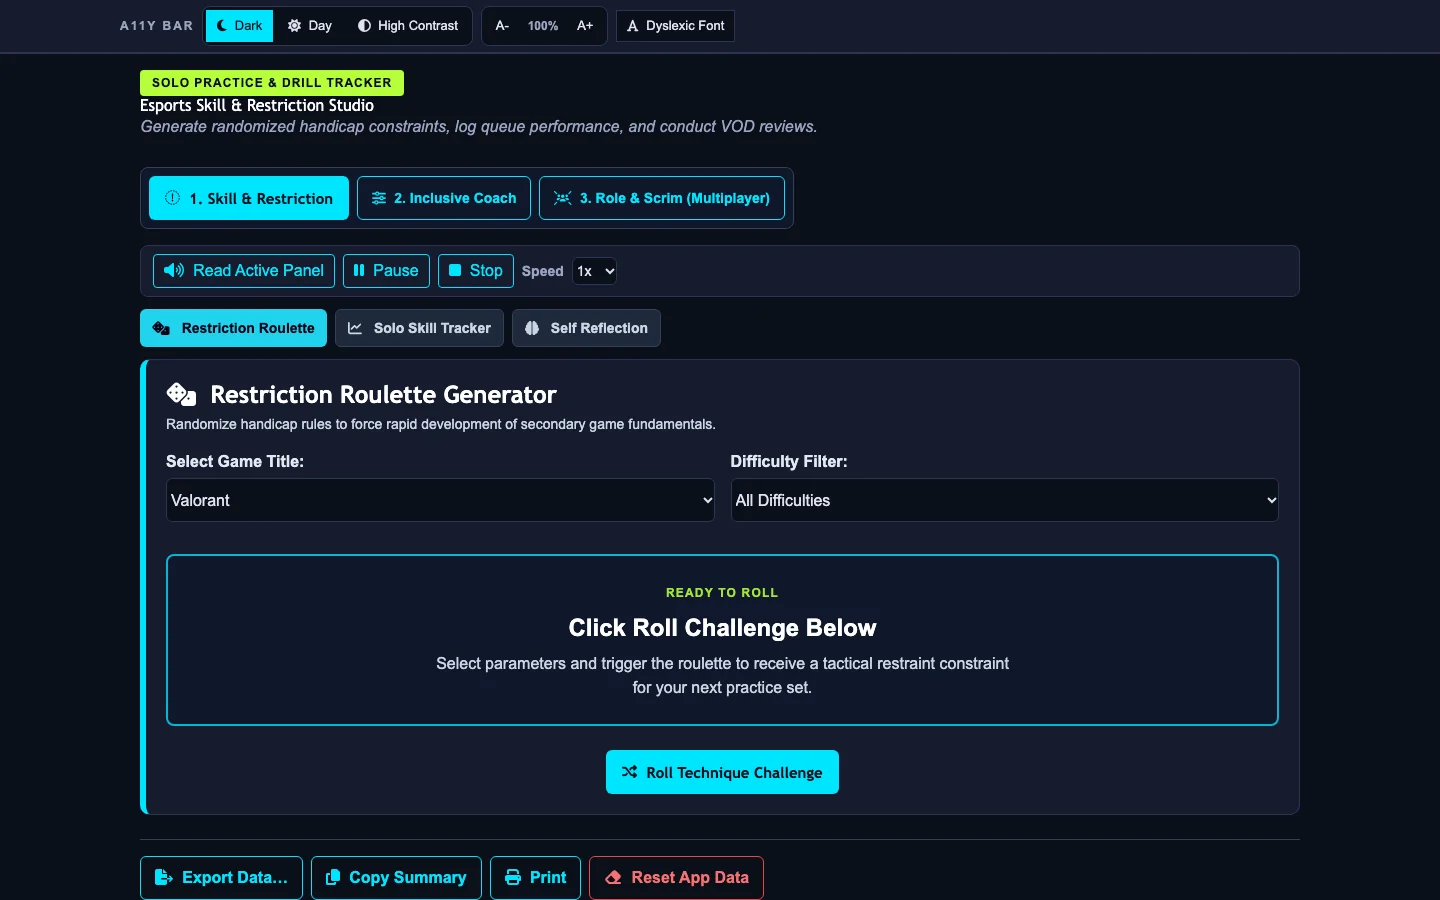 A11Y BAR
Dark
Day
High Contrast
A-
100%
A+
A Dyslexic Font
SOLO PRACTICE & DRILL TRACKER
Esports Skill & Restriction Studio
Generate randomized handicap constraints, log queue performance, and conduct VOD reviews.
1. Skill & Restriction
2. Inclusive Coach
3. Role & Scrim (Multiplayer)
Read Active Panel
Pause
Stop
Speed
1x
Restriction Roulette
Solo Skill Tracker
Self Reflection
Restriction Roulette Generator
Randomize handicap rules to force rapid development of secondary game fundamentals.
Select Game Title:
Valorant
Difficulty Filter:
All Difficulties
READY TO ROLL
Click Roll Challenge Below
Select parameters and trigger the roulette to receive a tactical restraint constraint
for your next practice set.
Roll Technique Challenge
Export Data...
Copy Summary
Print
Reset App Data